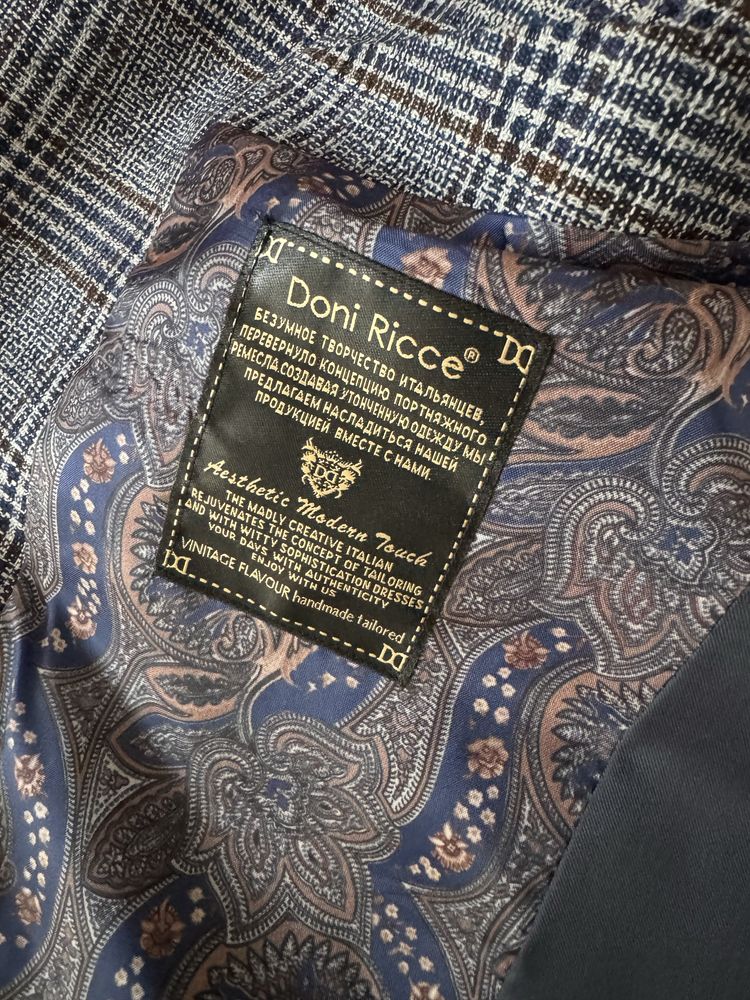 Doni Ricce®
БЕЗУМНОЕ ТВОРЧЕСТВО ИТАЛЬЯНЦЕВ,
ПЕРЕВЕРНУЛО КОНЦЕПЦИЮ ПОРТНЯЖНОГО
РЕМЕСЛА.СОЗДАВАЯ УТОНЧЕННУЮ ОДЕЖДУ, МЫ
ПРЕДЛАГАЕМ НАСЛАДИТЬСЯ НАШЕЙ
ПРОДУКЦИЕЙ ВМЕСТЕ С НАМИ.
Aesthetic Modern Touch
THE MADLY CREATIVE ITALIAN
REJUVENATES THE CONCEPT OF TAILORING
AND WITH WITTY SOPHISTICATION DRESSES
YOUR DAYS WITH AUTHENTICITY
ENJOY WITH US
VINITAGE FLAVOUR handmade tailored